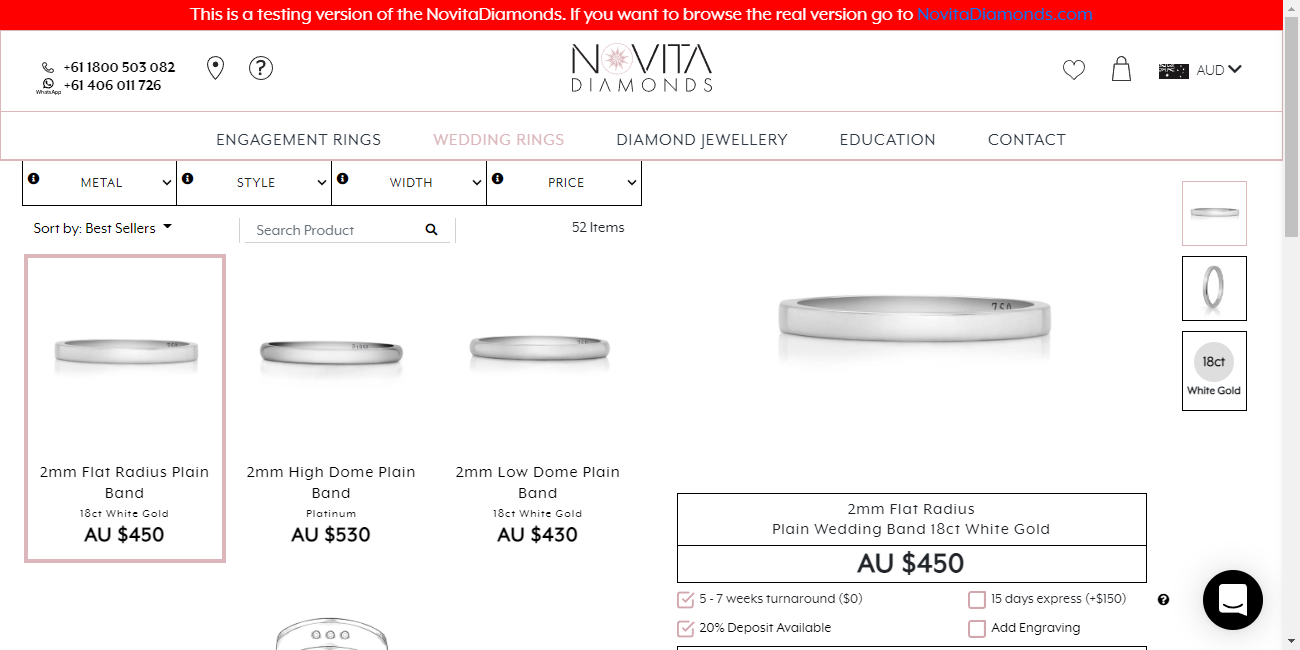 This is a testing version of the NovitaDiamonds. If you want to browse the real version go to NovitaDiamonds.com
+61 1800 503 082
WhatsApp
+61 406 011 726
?
NOVITA
DIAMONDS
AUD
ENGAGEMENT RINGS
WEDDING RINGS
DIAMOND JEWELLERY
EDUCATION
CONTACT
METAL
STYLE
WIDTH
PRICE
Sort by: Best Sellers
Search Product
52 Items
2mm Flat Radius Plain
Band
18ct White Gold
AU $450
2mm High Dome Plain
Band
Platinum
AU $530
2mm Low Dome Plain
Band
18ct White Gold
AU $430
750
18ct
White Gold
2mm Flat Radius
Plain Wedding Band 18ct White Gold
AU $450
5 - 7 weeks turnaround ($0)
15 days express (+$150)
?
20% Deposit Available
Add Engraving